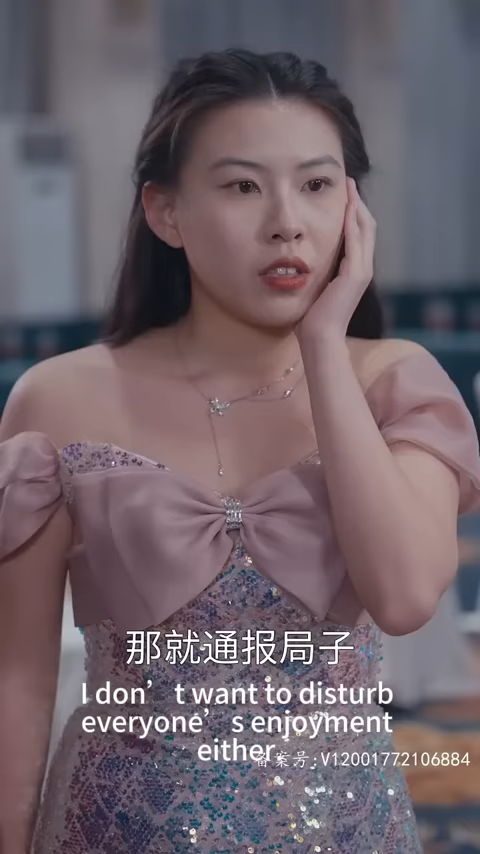 那就通报局子
I don’t want to disturb
everyone’s enjoyment
either
备案号:V12001772106884